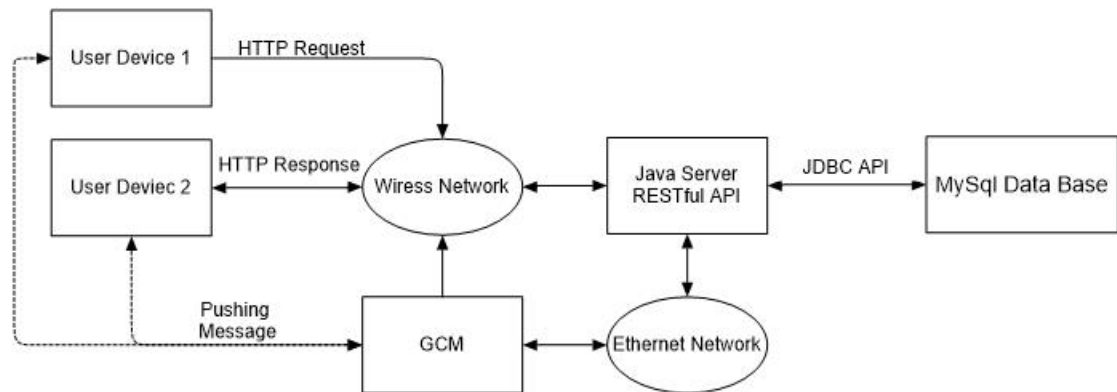 User Device 1
HTTP Request
User Deviec 2
HTTP Response
Wiress Network
Java Server
RESTful API
JDBC API
MySql Data Base
Pushing
Message
GCM
Ethernet Network